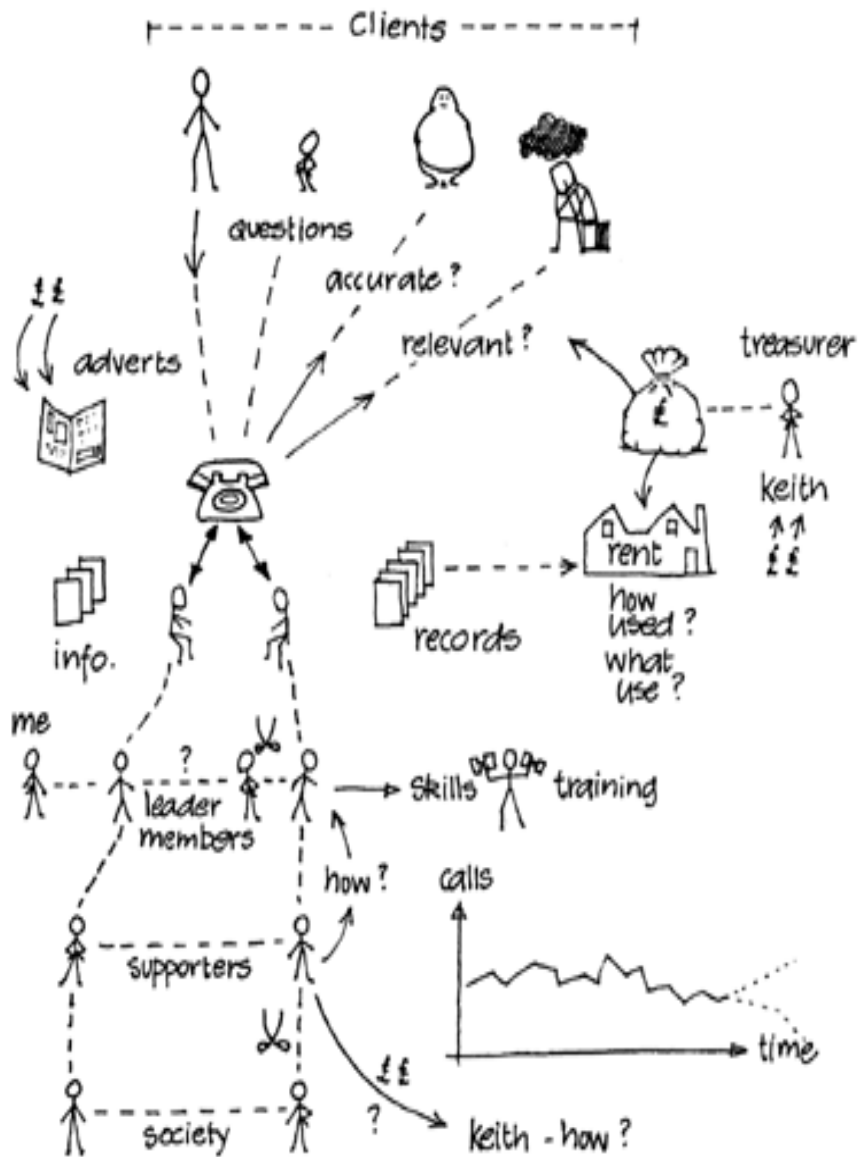 Clients
questions
accurate ?
relevant ?
£ £
adverts
treasurer
£
keith
£ £
rent
how
used ?
what
use ?
info.
records
me
?
leader
members
skills
training
how ?
calls
time
supporters
£ £
?
society
keith - how ?